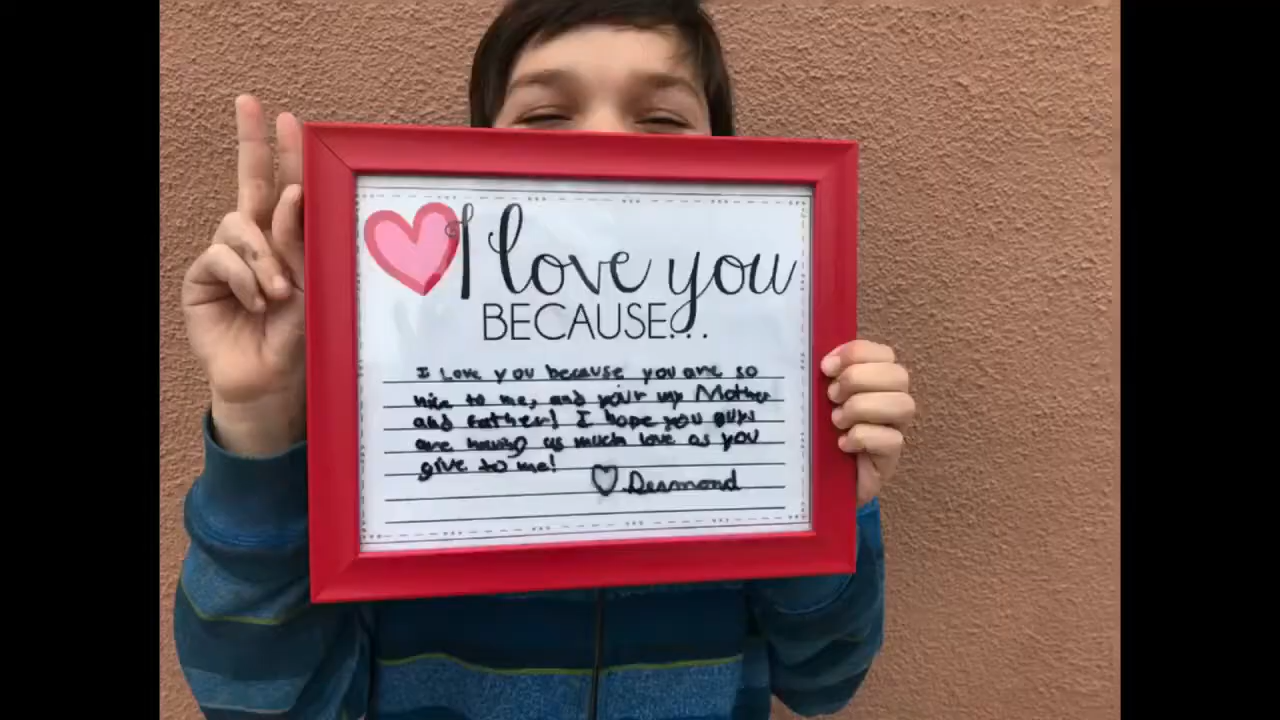 I love you
BECAUSE...
I Love you because you are so
nice to me, and your my Mother
and Father! I hope you guys
are having as much love as you
give to me!
Desmond